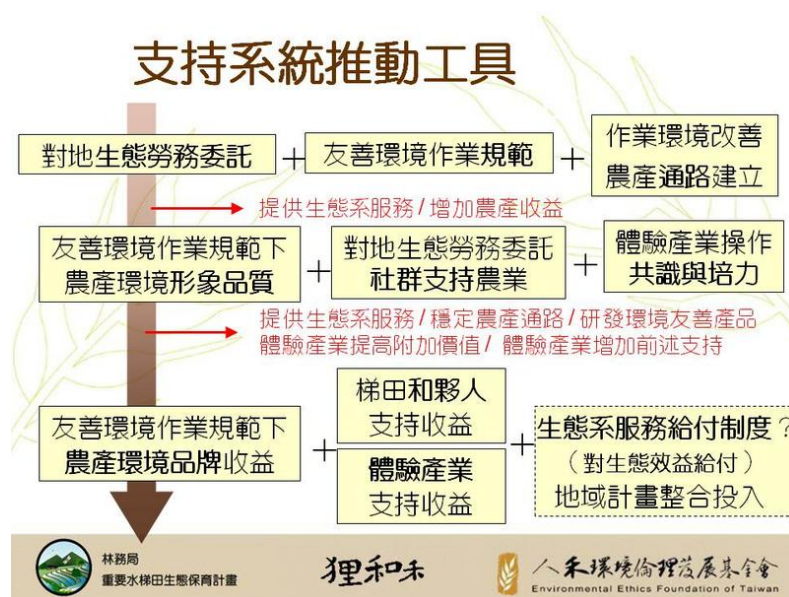 支持系統推動工具
對地生態勞務委託
+
友善環境作業規範
+
作業環境改善
農產通路建立
提供生態系服務 / 增加農產收益
友善環境作業規範下
農產環境形象品質
+
對地生態勞務委託
社群支持農業
+
體驗產業操作
共識與培力
提供生態系服務 / 穩定農產通路 / 研發環境友善產品
體驗產業提高附加價值 / 體驗產業增加前述支持
友善環境作業規範下
農產環境品牌收益
+
梯田和夥人
支持收益
體驗產業
支持收益
+
生態系服務給付制度?
(對生態效益給付)
地域計畫整合投入
林務局
重要水梯田生態保育計畫
狸和禾
人禾環境倫理發展基金會
Environmental Ethics Foundation of Taiwan